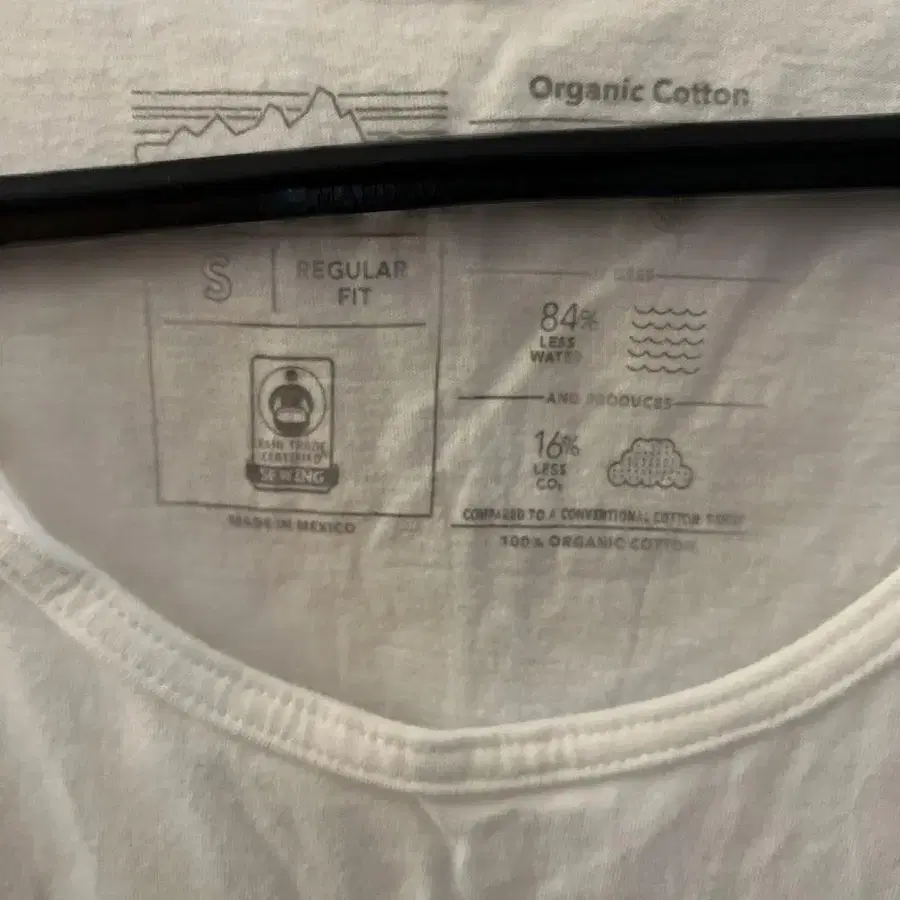 Organic Cotton
S
REGULAR
FIT
FAIR TRADE
CERTIFIED
SEWING
MADE IN MEXICO
84%
LESS
WATER
AND PRODUCES
16%
LESS
CO₂
COMPARED TO A CONVENTIONAL COTTON T-SHIRT
100% ORGANIC COTTON